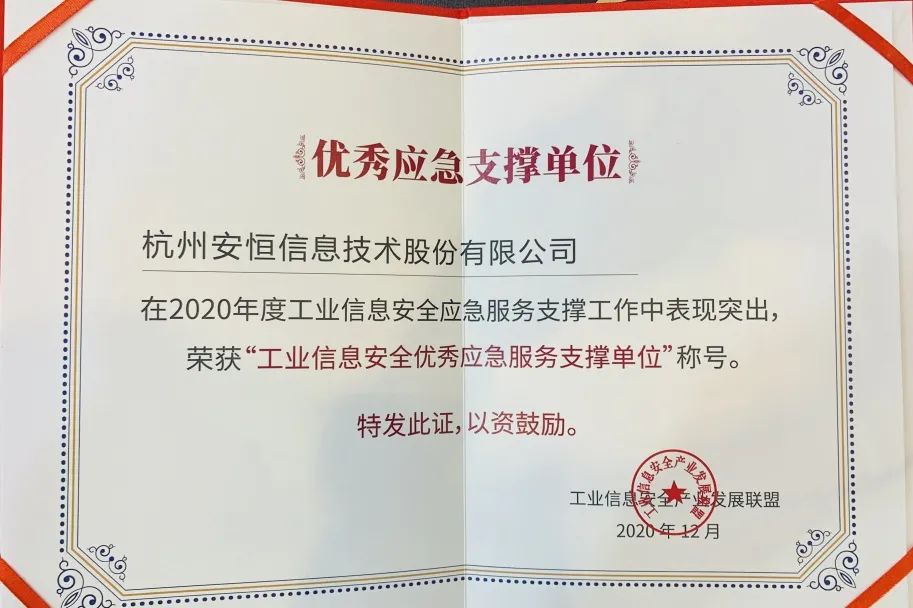 优秀应急支撑单位
杭州安恒信息技术股份有限公司
在2020年度工业信息安全应急服务支撑工作中表现突出，
荣获“工业信息安全优秀应急服务支撑单位”称号。
特发此证，以资鼓励。
工业信息安全产业发展联盟
工业信息安全产业发展联盟
2020年12月